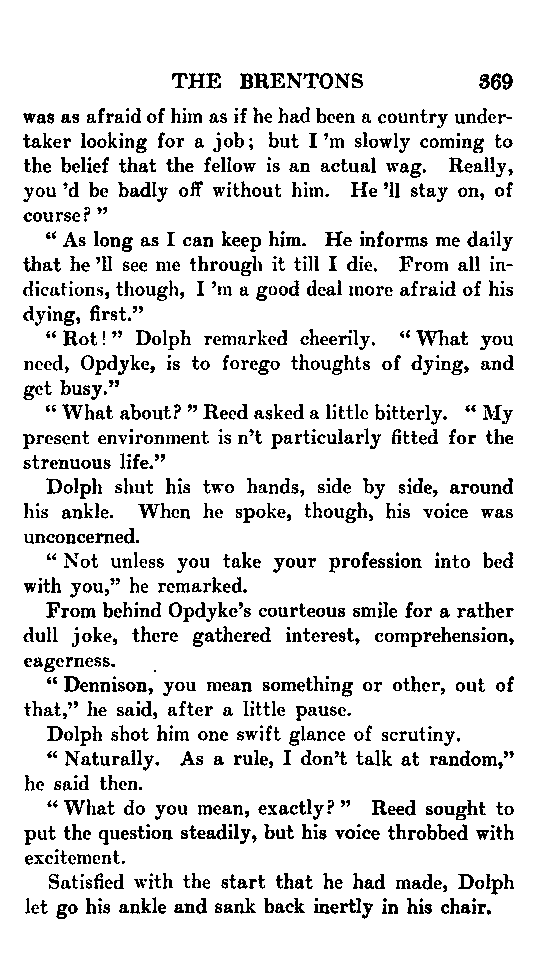 THE BRENTONS 369
was as afraid of him as if he had been a country under-
taker looking for a job; but I 'm slowly coming to
the belief that the fellow is an actual wag. Really,
you 'd be badly off without him. He 'll stay on, of
course? "
" As long as I can keep him. He informs me daily
that he 'll see me through it till I die. From all in-
dications, though, I 'm a good deal more afraid of his
dying, first."
" Rot! " Dolph remarked cheerily. " What you
need, Opdyke, is to forego thoughts of dying, and
get busy."
" What about? " Reed asked a little bitterly. " My
present environment is n't particularly fitted for the
strenuous life."
Dolph shut his two hands, side by side, around
his ankle. When he spoke, though, his voice was
unconcerned.
" Not unless you take your profession into bed
with you," he remarked.
From behind Opdyke's courteous smile for a rather
dull joke, there gathered interest, comprehension,
eagerness.
" Dennison, you mean something or other, out of
that," he said, after a little pause.
Dolph shot him one swift glance of scrutiny.
" Naturally. As a rule, I don't talk at random,"
he said then.
" What do you mean, exactly? " Reed sought to
put the question steadily, but his voice throbbed with
excitement.
Satisfied with the start that he had made, Dolph
let go his ankle and sank back inertly in his chair.